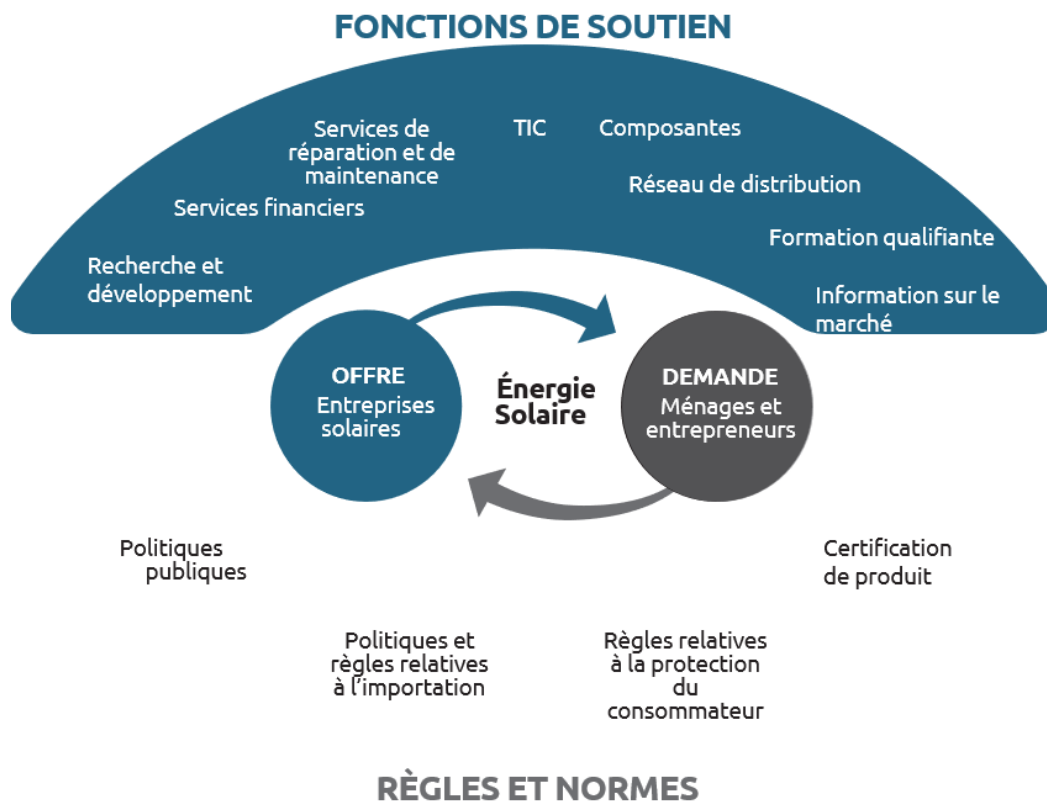 FONCTIONS DE SOUTIEN
Services de
réparation et de
maintenance
TIC
Composantes
Réseau de distribution
Services financiers
Formation qualifiante
Recherche et
développement
Information sur le
marché
OFFRE
Entreprises
solaires
Énergie
Solaire
DEMANDE
Ménages et
entrepreneurs
Politiques
publiques
Certification
de produit
Politiques et
règles relatives
à l'importation
Règles relatives
à la protection
du
consommateur
RÈGLES ET NORMES